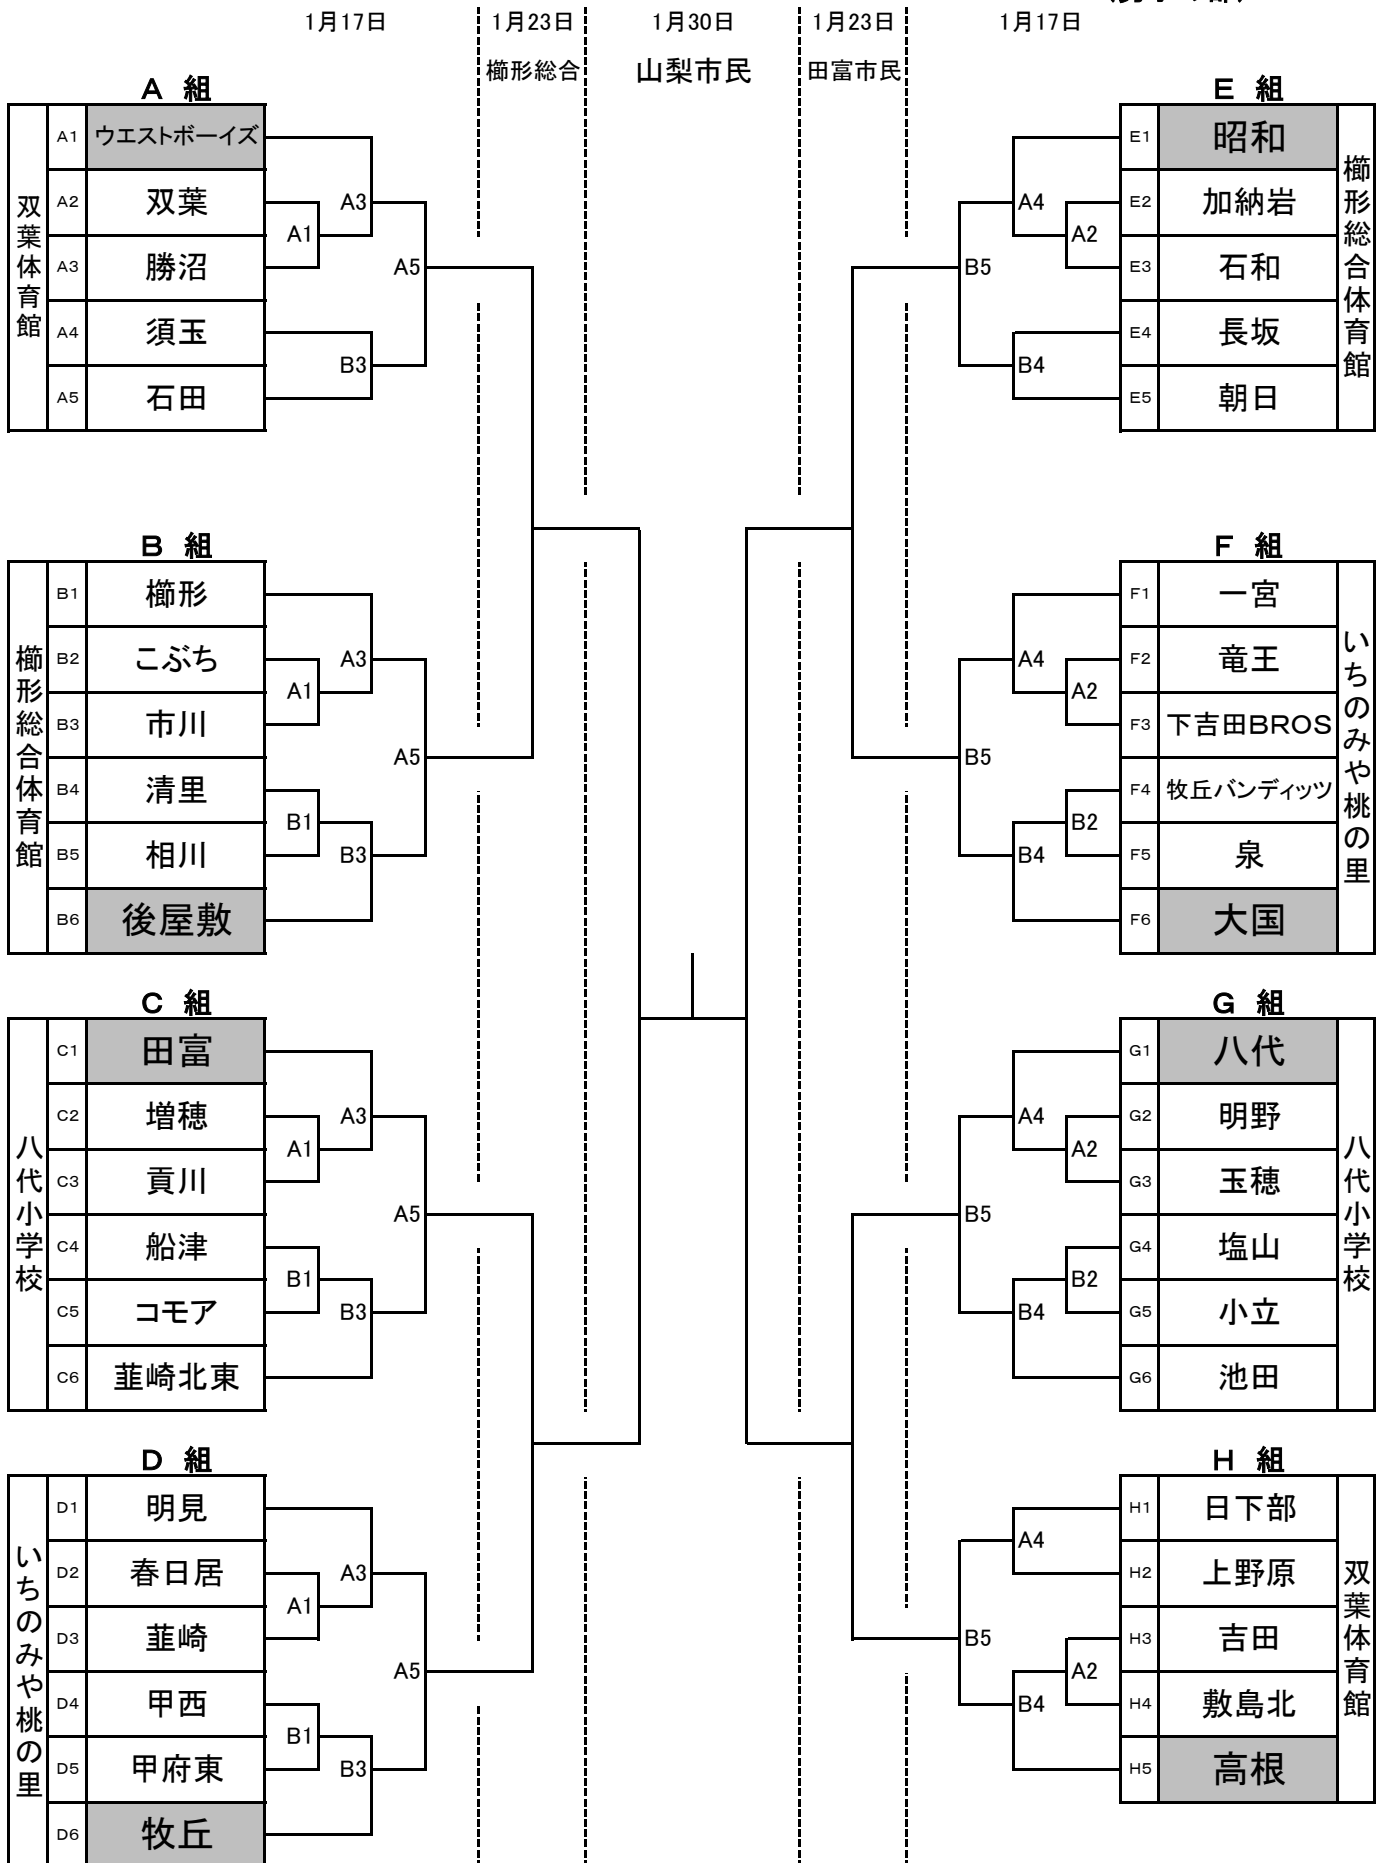 1月17日
1月23日
1月30日
1月23日
1月17日
櫛形総合
山梨市民
田富市民
A 組
双葉体育館
A1 ウエストボーイズ
A2 双葉
A3 勝沼
A4 須玉
A5 石田
A3
A1
A5
B3
B 組
櫛形総合体育館
B1 櫛形
B2 こぶち
B3 市川
B4 清里
B5 相川
B6 後屋敷
A3
A1
A5
B1
B3
C 組
八代小学校
C1 田富
C2 増穂
C3 貢川
C4 船津
C5 コモア
C6 韮崎北東
A3
A1
A5
B1
B3
D 組
いちのみや桃の里
D1 明見
D2 春日居
D3 韮崎
D4 甲西
D5 甲府東
D6 牧丘
A3
A1
A5
B1
B3
E 組
櫛形総合体育館
E1 昭和
E2 加納岩
E3 石和
E4 長坂
E5 朝日
A4
A2
B5
B4
F 組
いちのみや桃の里
F1 一宮
F2 竜王
F3 下吉田BROS
F4 牧丘バンディッツ
F5 泉
F6 大国
A4
A2
B5
B2
B4
G 組
八代小学校
G1 八代
G2 明野
G3 玉穂
G4 塩山
G5 小立
G6 池田
A4
A2
B5
B2
B4
H 組
双葉体育館
H1 日下部
H2 上野原
H3 吉田
H4 敷島北
H5 高根
A4
B5
A2
B4